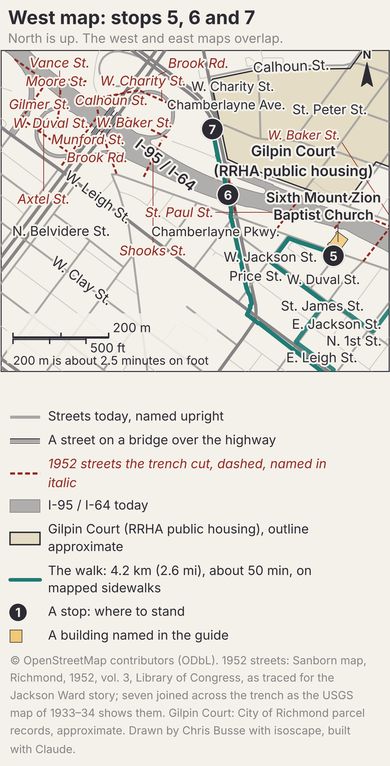 West map: stops 5, 6 and 7
North is up. The west and east maps overlap.
Vance St.
Brook Rd.
Calhoun St.
N
Moore St.
W. Charity St.
W. Charity St.
Gilmer St.
Calhoun St.
Chamberlayne Ave.
St. Peter St.
W. Duval St.
W. Baker St.
7
W. Baker St.
Munford St.
Gilpin Court
(RRHA public housing)
Brook Rd.
I-95 / I-64
Axtel St.
W. Leigh St.
6
Sixth Mount Zion
Baptist Church
St. Paul St.
N. Belvidere St.
Chamberlayne Pkwy.
Shooks St.
W. Jackson St.
5
W. Clay St.
Price St.
W. Duval St.
St. James St.
E. Jackson St.
N. 1st St.
E. Leigh St.
200 m
500 ft
200 m is about 2.5 minutes on foot
Streets today, named upright
A street on a bridge over the highway
1952 streets the trench cut, dashed, named in
italic
I-95 / I-64 today
Gilpin Court (RRHA public housing), outline
approximate
The walk: 4.2 km (2.6 mi), about 50 min, on
mapped sidewalks
1 A stop: where to stand
A building named in the guide
© OpenStreetMap contributors (ODbL). 1952 streets: Sanborn map,
Richmond, 1952, vol. 3, Library of Congress, as traced for the
Jackson Ward story; seven joined across the trench as the USGS
map of 1933–34 shows them. Gilpin Court: City of Richmond parcel
records, approximate. Drawn by Chris Busse with isoscape, built
with Claude.